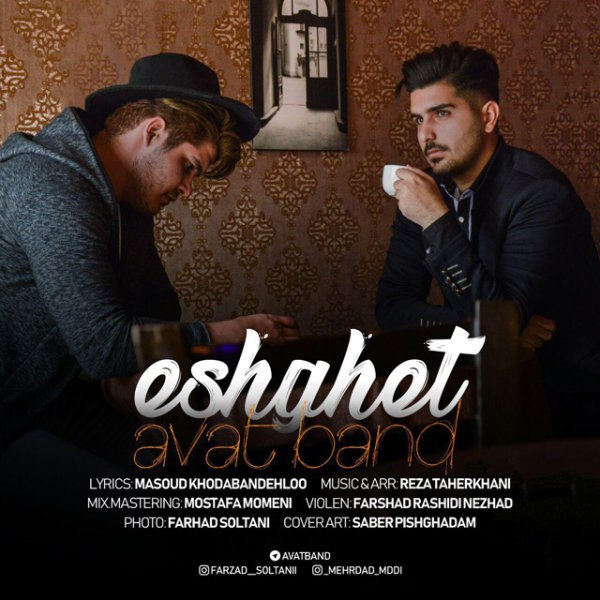 eshghet
avat band
LYRICS: MASOUD KHODABANDEHLOO MUSIC & ARR: REZA TAHERKHANI
MIX.MASTERING: MOSTAFA MOMENI VIOLEN: FARSHAD RASHIDI NEZHAD
PHOTO: FARHAD SOLTANI COVER ART: SABER PISHGHADAM
AVATBAND
FARZAD__SOLTANII _MEHRDAD_MDDI